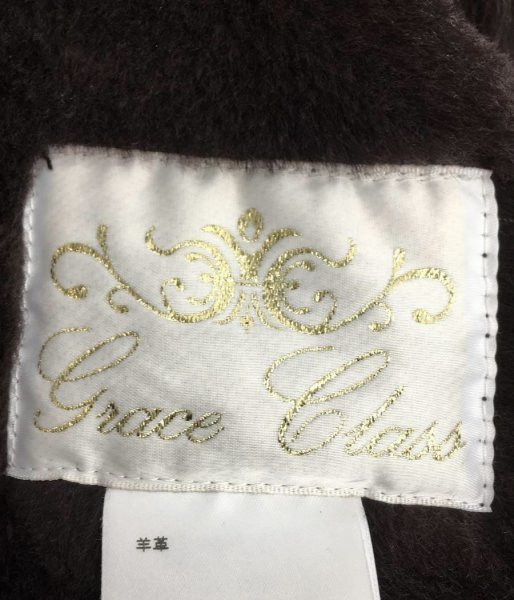 Grace Class
羊革